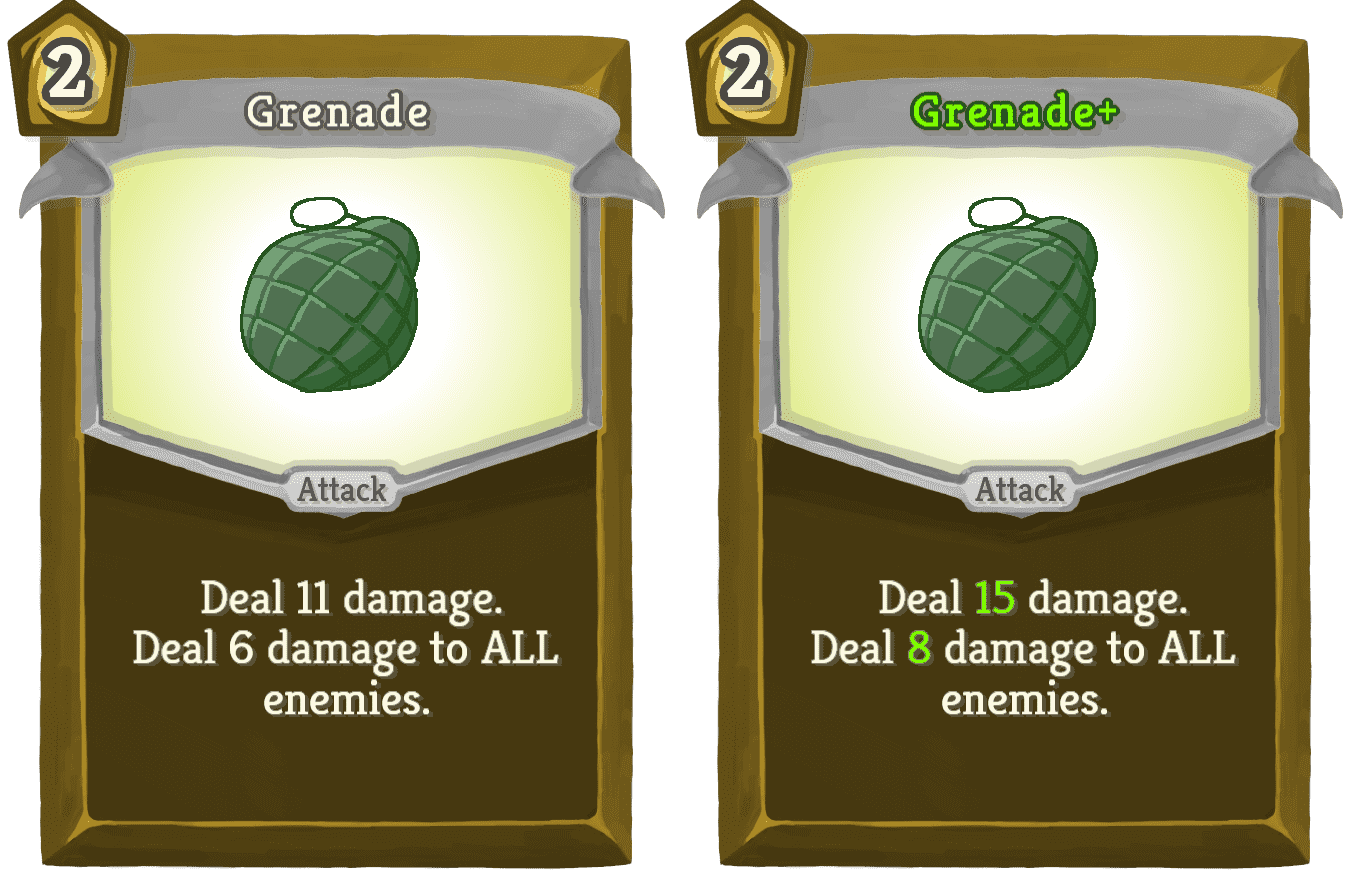 2
Grenade
Attack
Deal 11 damage.
Deal 6 damage to ALL
enemies.
2
Grenade+
Attack
Deal 15 damage.
Deal 8 damage to ALL
enemies.